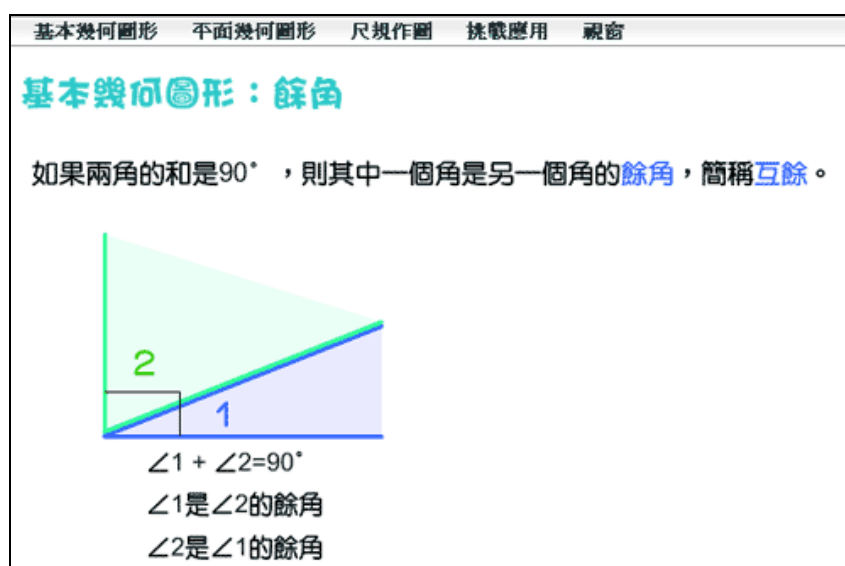 基本幾何圖形 平面幾何圖形 尺規作圖 挑戰應用 視窗
基本幾何圖形：餘角
如果兩角的和是90°，則其中一個角是另一個角的餘角，簡稱互餘。
2
1
∠1 + ∠2=90°
∠1是∠2的餘角
∠2是∠1的餘角